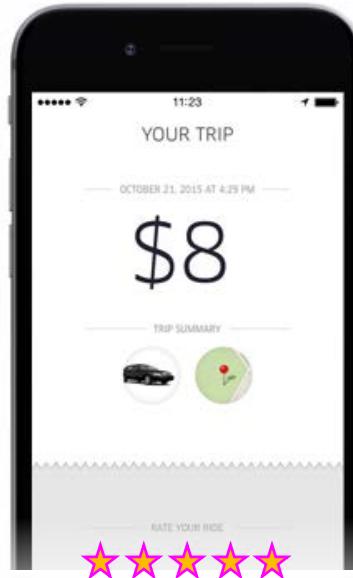 11:23
YOUR TRIP
OCTOBER 21, 2015 AT 4:29 PM
$8
TRIP SUMMARY
RATE YOUR RIDE